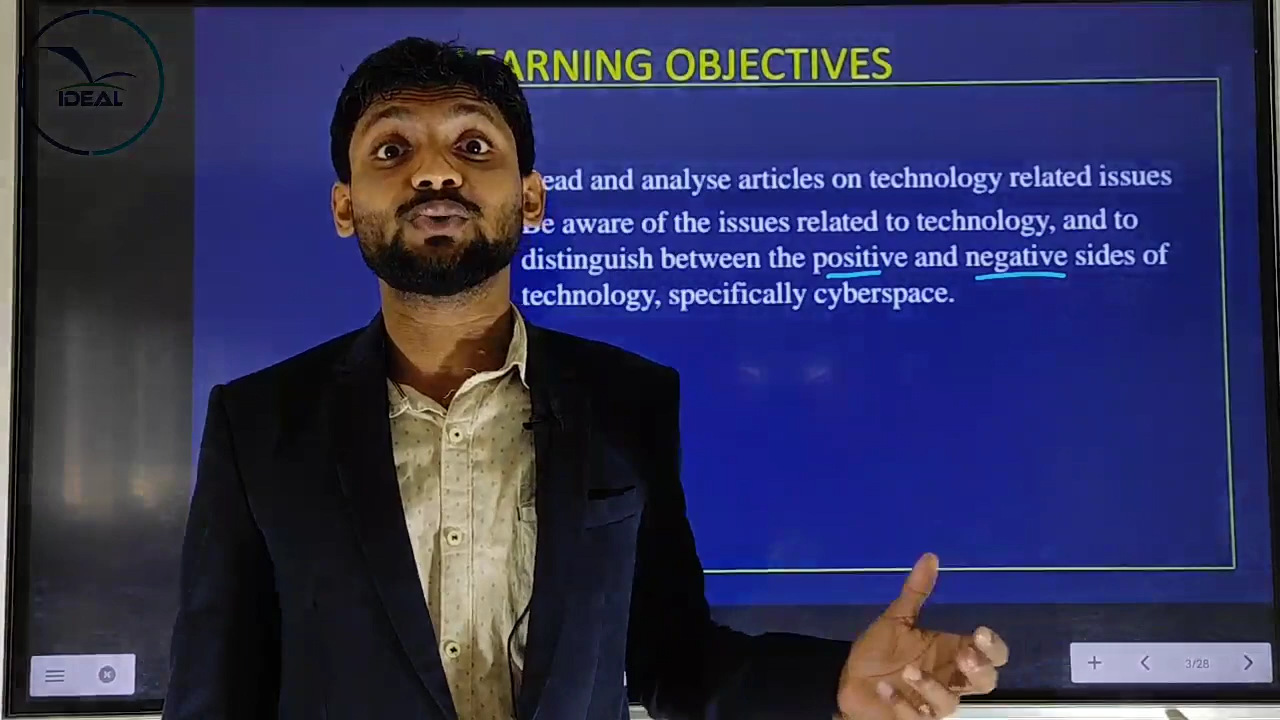 IDEAL
EARNING OBJECTIVES
ead and analyse articles on technology related issues
Be aware of the issues related to technology, and to
distinguish between the positive and negative sides of
technology, specifically cyberspace.
3/28